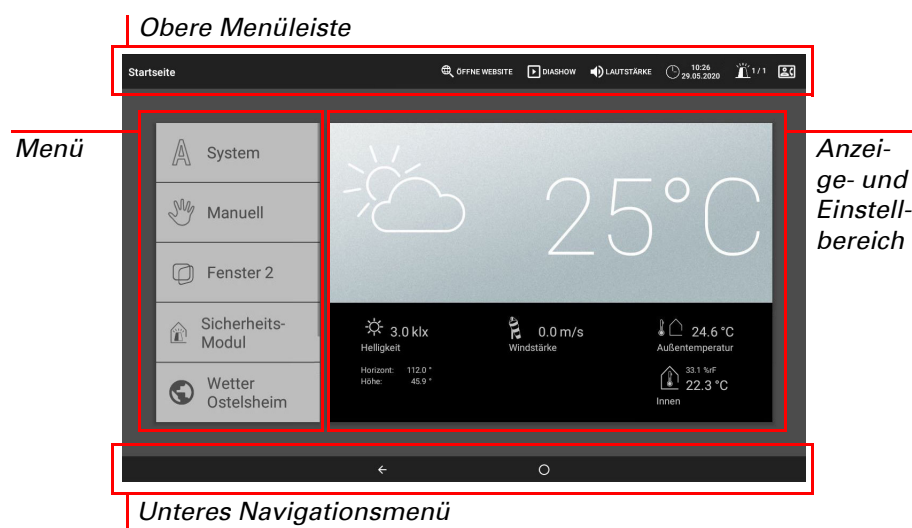 Obere Menüleiste
Startseite
ÖFFNE WEBSITE
DIASHOW
LAUTSTÄRKE
10:26
29.05.2020
1/1
Menü
System
Manuell
Fenster 2
Sicherheits-
Modul
Wetter
Ostelsheim
25°C
3.0 klx
Helligkeit
Horizont: 112.0 °
Höhe: 45.9 °
0.0 m/s
Windstärke
24.6 °C
Außentemperatur
33.1 %rF
22.3 °C
Innen
Anzei-
ge- und
Einstell-
bereich
Unteres Navigationsmenü